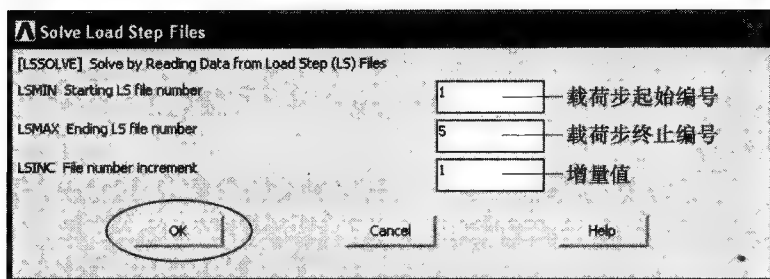 Solve Load Step Files
[LSSOLVE] Solve by Reading Data from Load Step (LS) Files
LSMIN Starting LS file number 1 载荷步起始编号
LSMAX Ending LS file number 5 载荷步终止编号
LSINC File number increment 1 增量值
OK Cancel Help